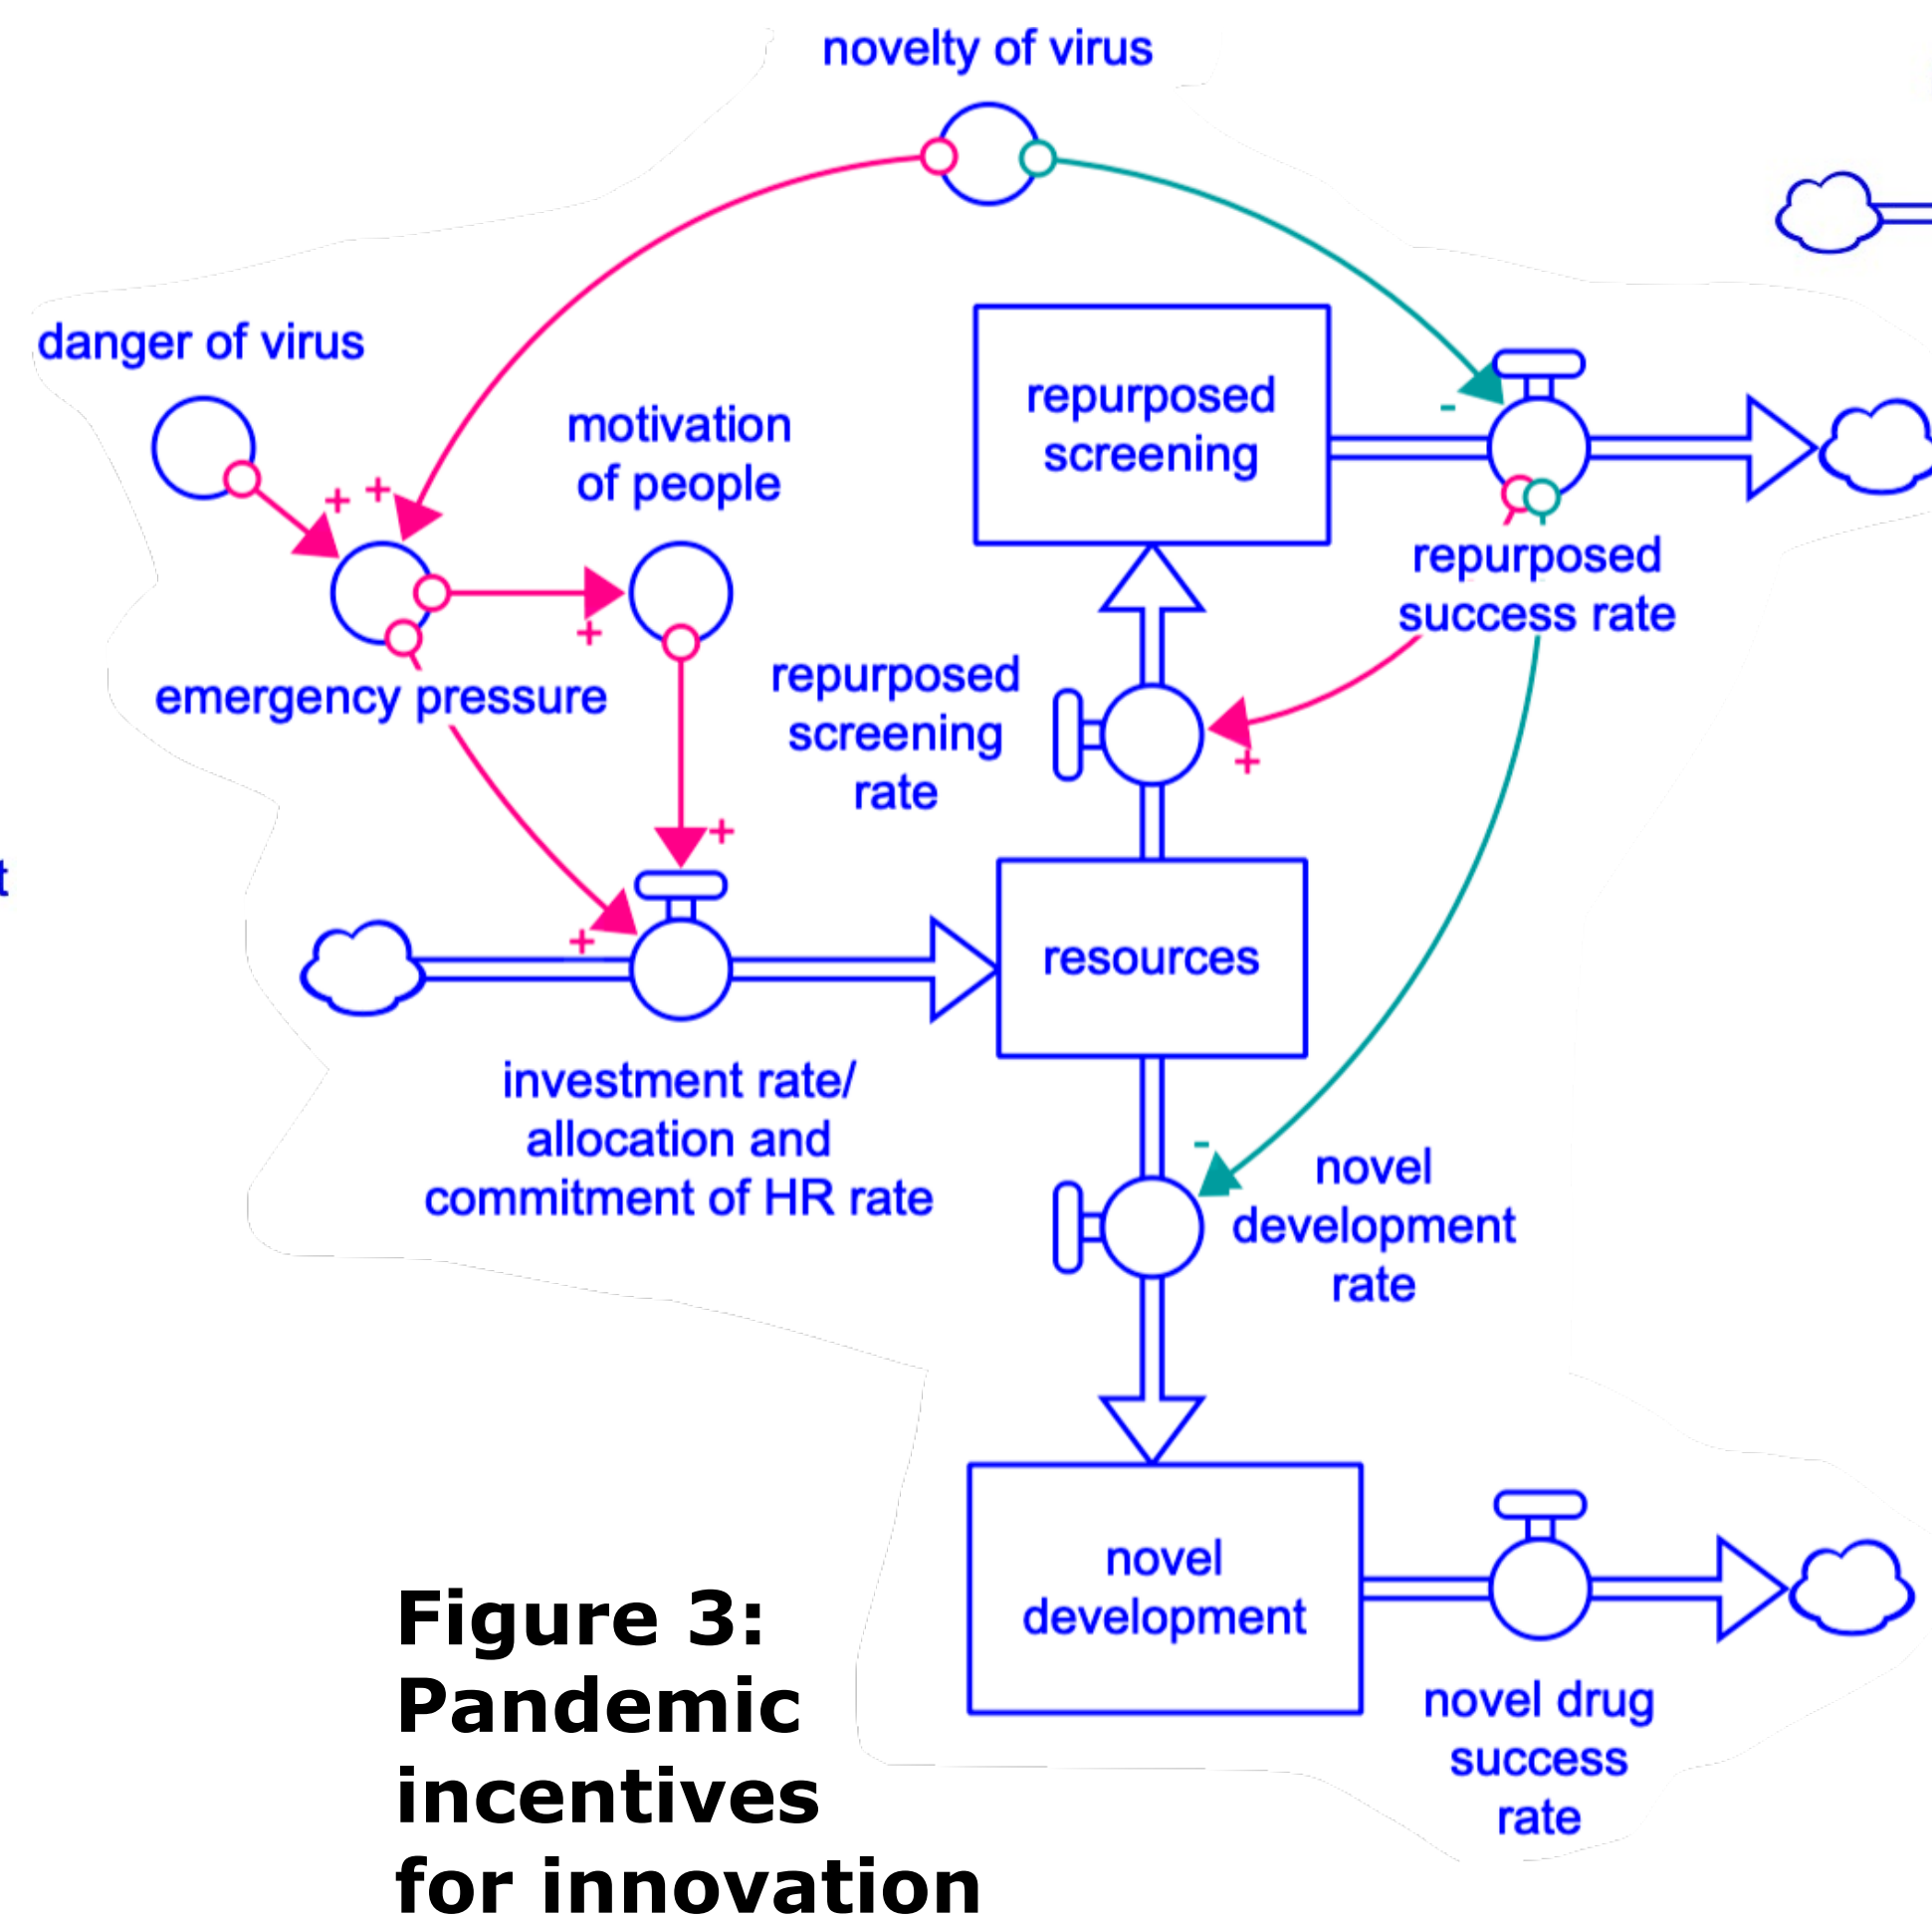 novelty of virus
danger of virus
motivation
of people
repurposed
screening
-
+ +
repurposed
success rate
+
emergency pressure
repurposed
screening
rate
+
+
t
+
resources
investment rate/
allocation and
commitment of HR rate
-
novel
development
rate
novel
development
novel drug
success
rate
Figure 3:
Pandemic
incentives
for innovation